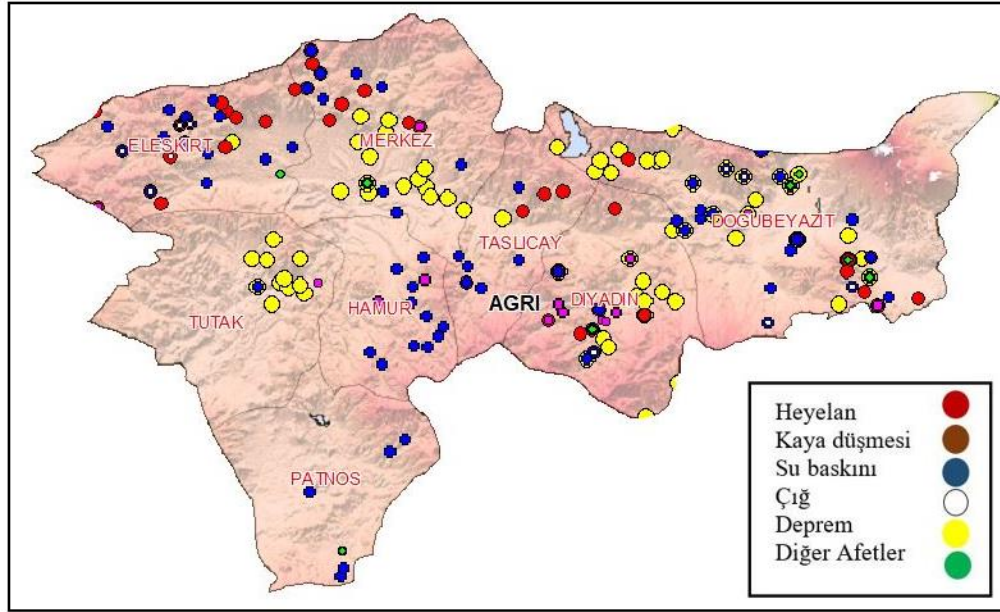 ELESKIRT
MERKEZ
DOGUBEYAZIT
TASLICAY
AGRI
DIYADIN
HAMUR
TUTAK
PATNOS
Heyelan
Kaya düşmesi
Su baskını
Çığ
Deprem
Diğer Afetler